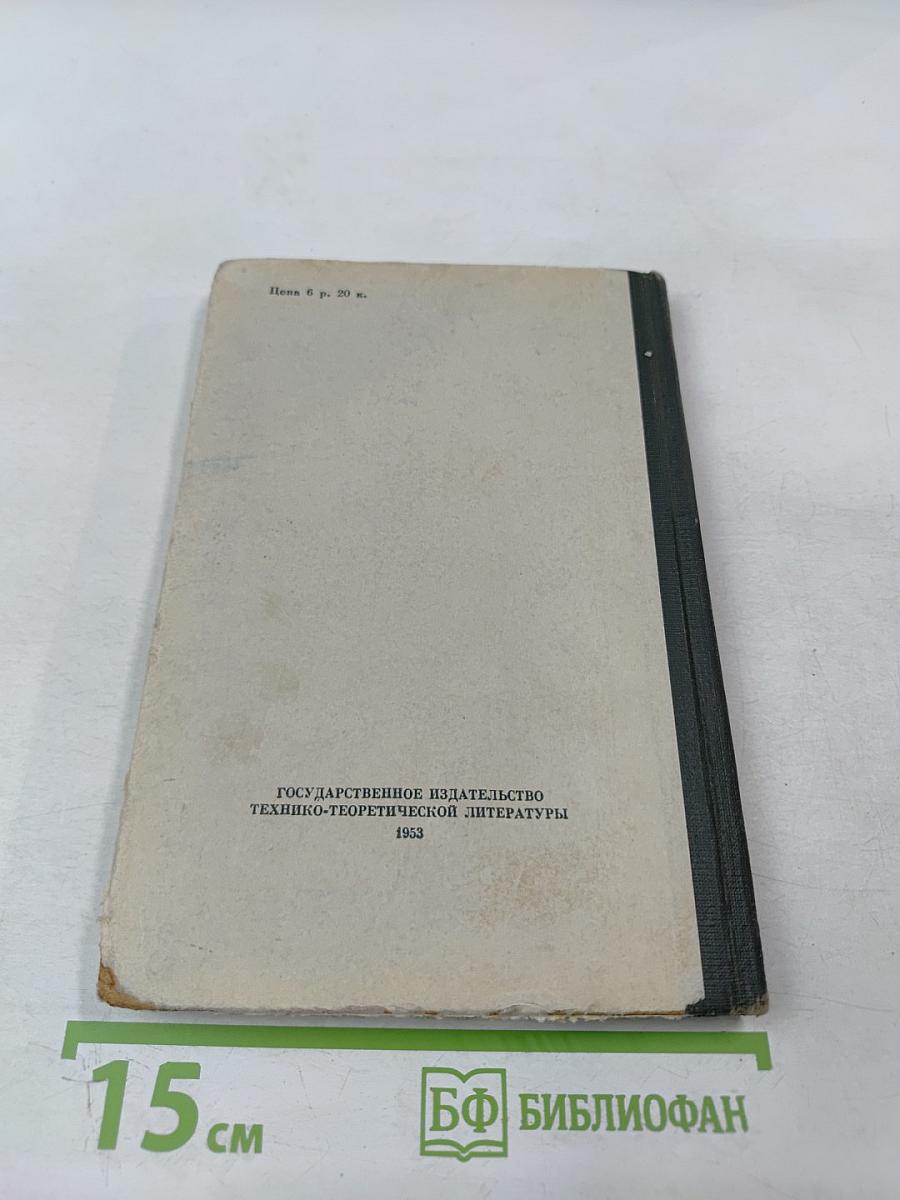 Цена 6 р. 20 к.
ГОСУДАРСТВЕННОЕ ИЗДАТЕЛЬСТВО
ТЕХНИКО-ТЕОРЕТИЧЕСКОЙ ЛИТЕРАТУРЫ
1953
15 см
БФ БИБЛИОФАН